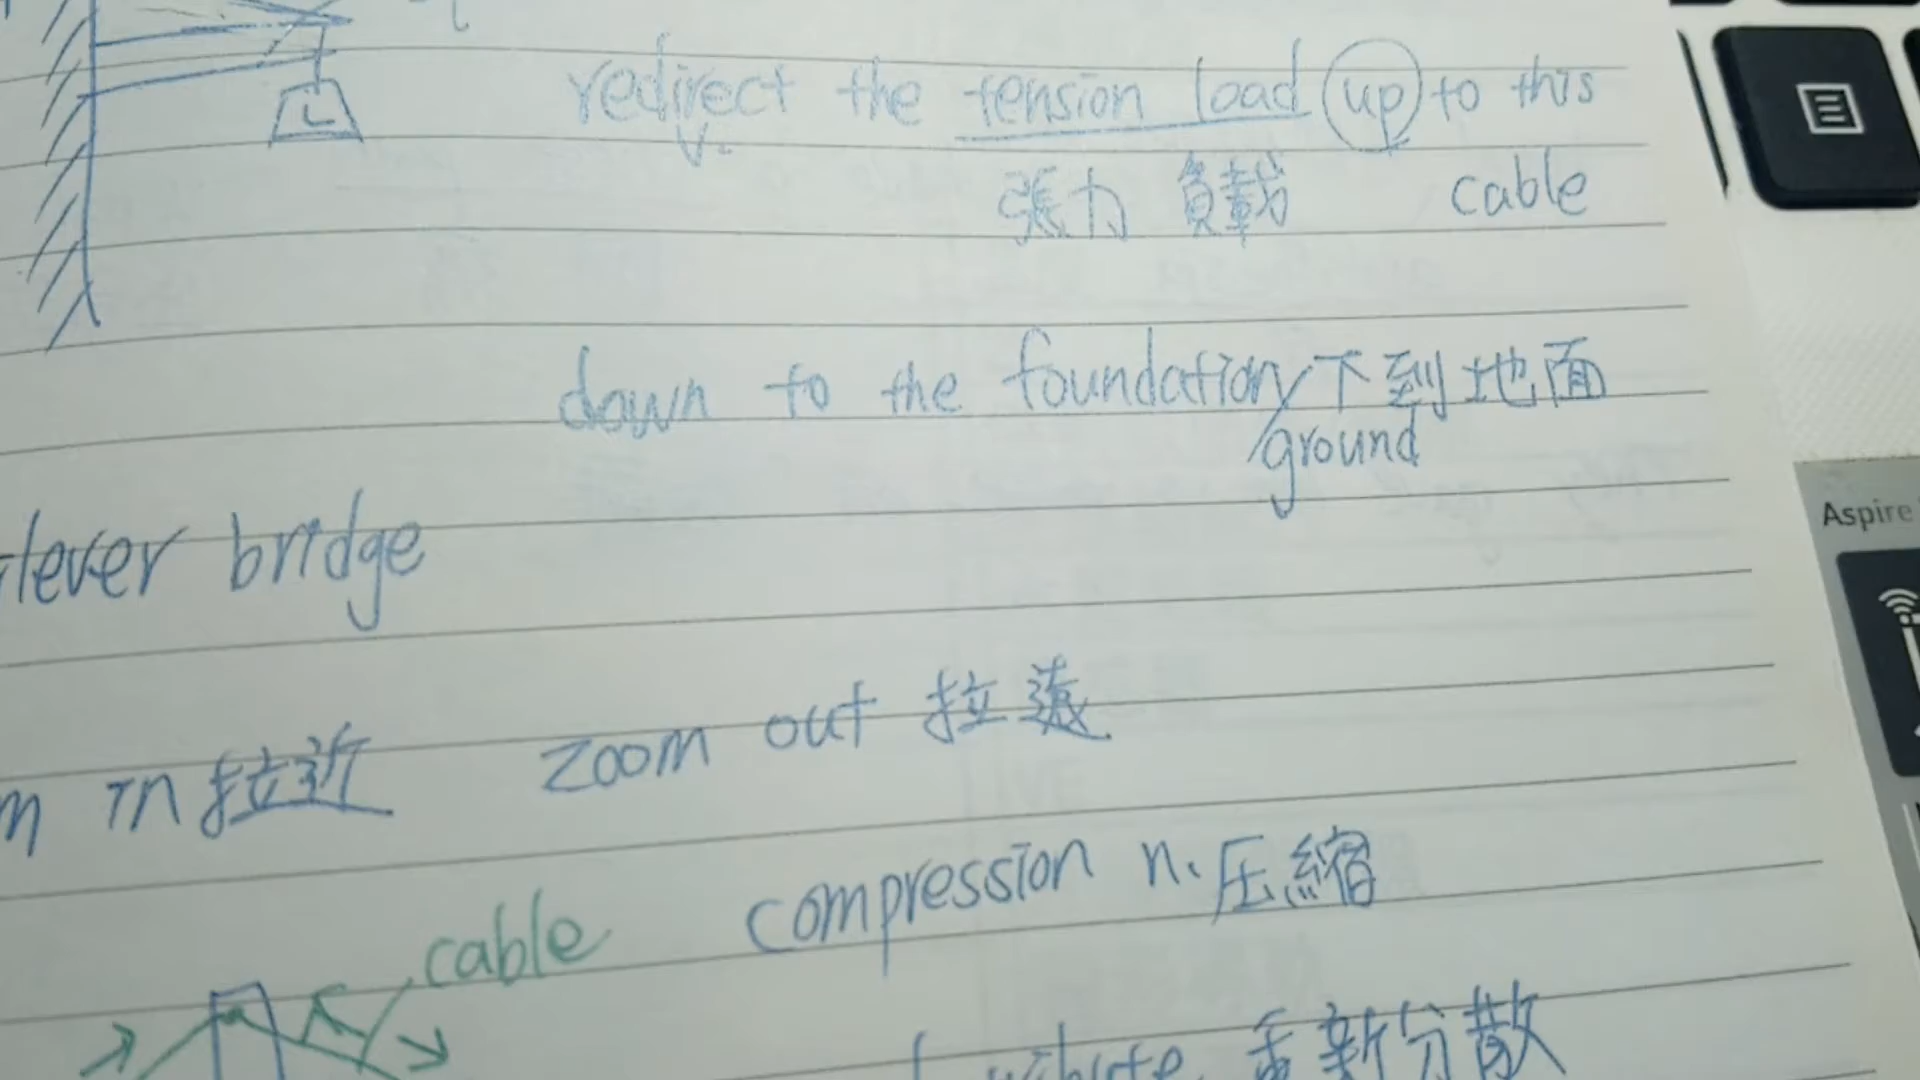 redirect the tension load up to this
v.
L
張力 負載 cable
down to the foundation/下到地面
ground
lever bridge
Aspire
in 拉近 zoom out 拉遠
compression n. 压縮
cable
重新分散